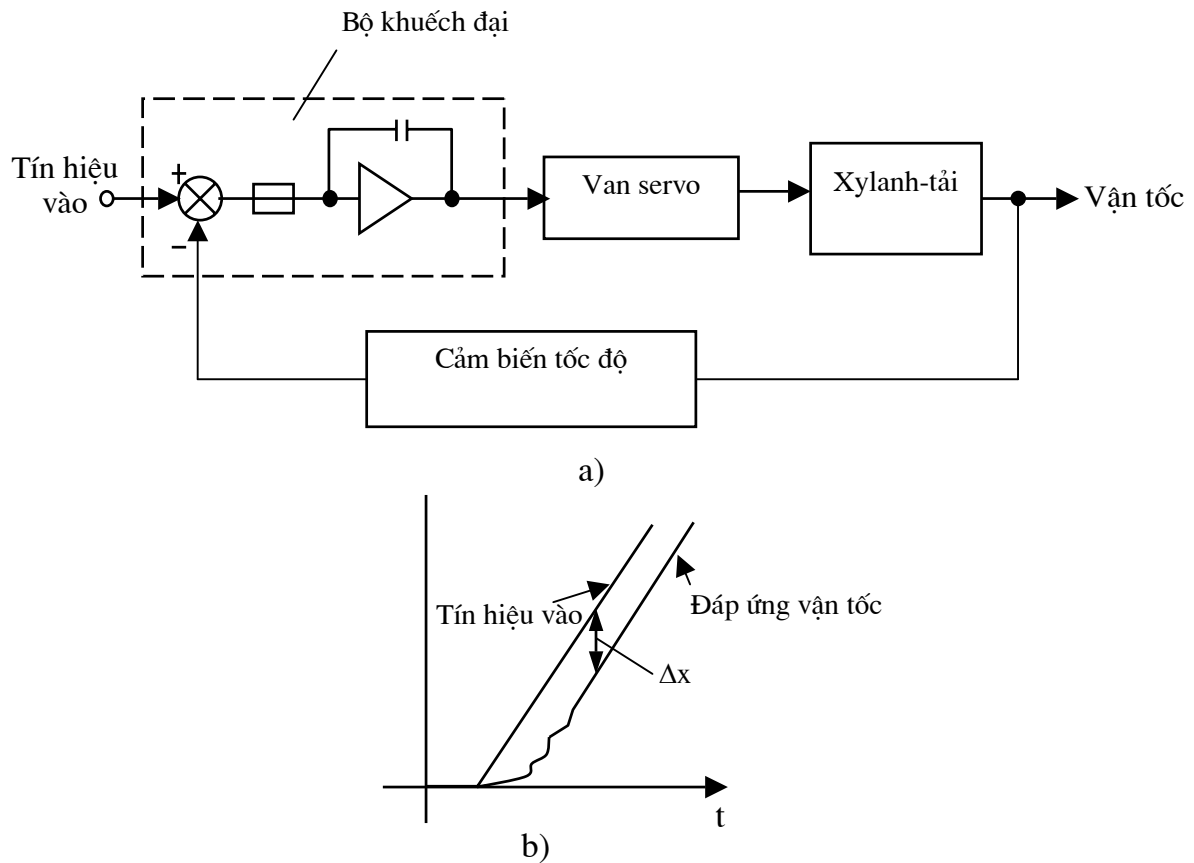 Bộ khuếch đại
Tín hiệu
vào
+
−
Van servo
Xylanh-tải
Vận tốc
Cảm biến tốc độ
a)
Tín hiệu vào
Đáp ứng vận tốc
Δx
t
b)